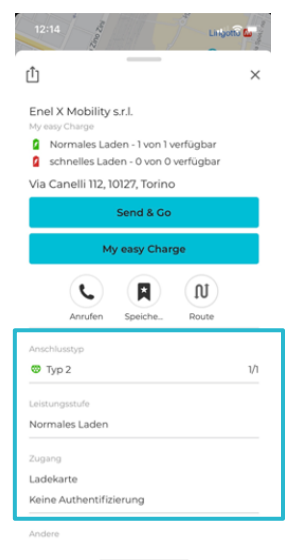 12:14
Lingotto
Enel X Mobility s.r.l.
My easy Charge
Normales Laden - 1 von 1 verfügbar
schnelles Laden - 0 von 0 verfügbar
Via Canelli 112, 10127, Torino
Send & Go
My easy Charge
Anrufen Speiche... Route
Anschlusstyp
Typ 2 1/1
Leistungsstufe
Normales Laden
Zugang
Ladekarte
Keine Authentifizierung
Andere